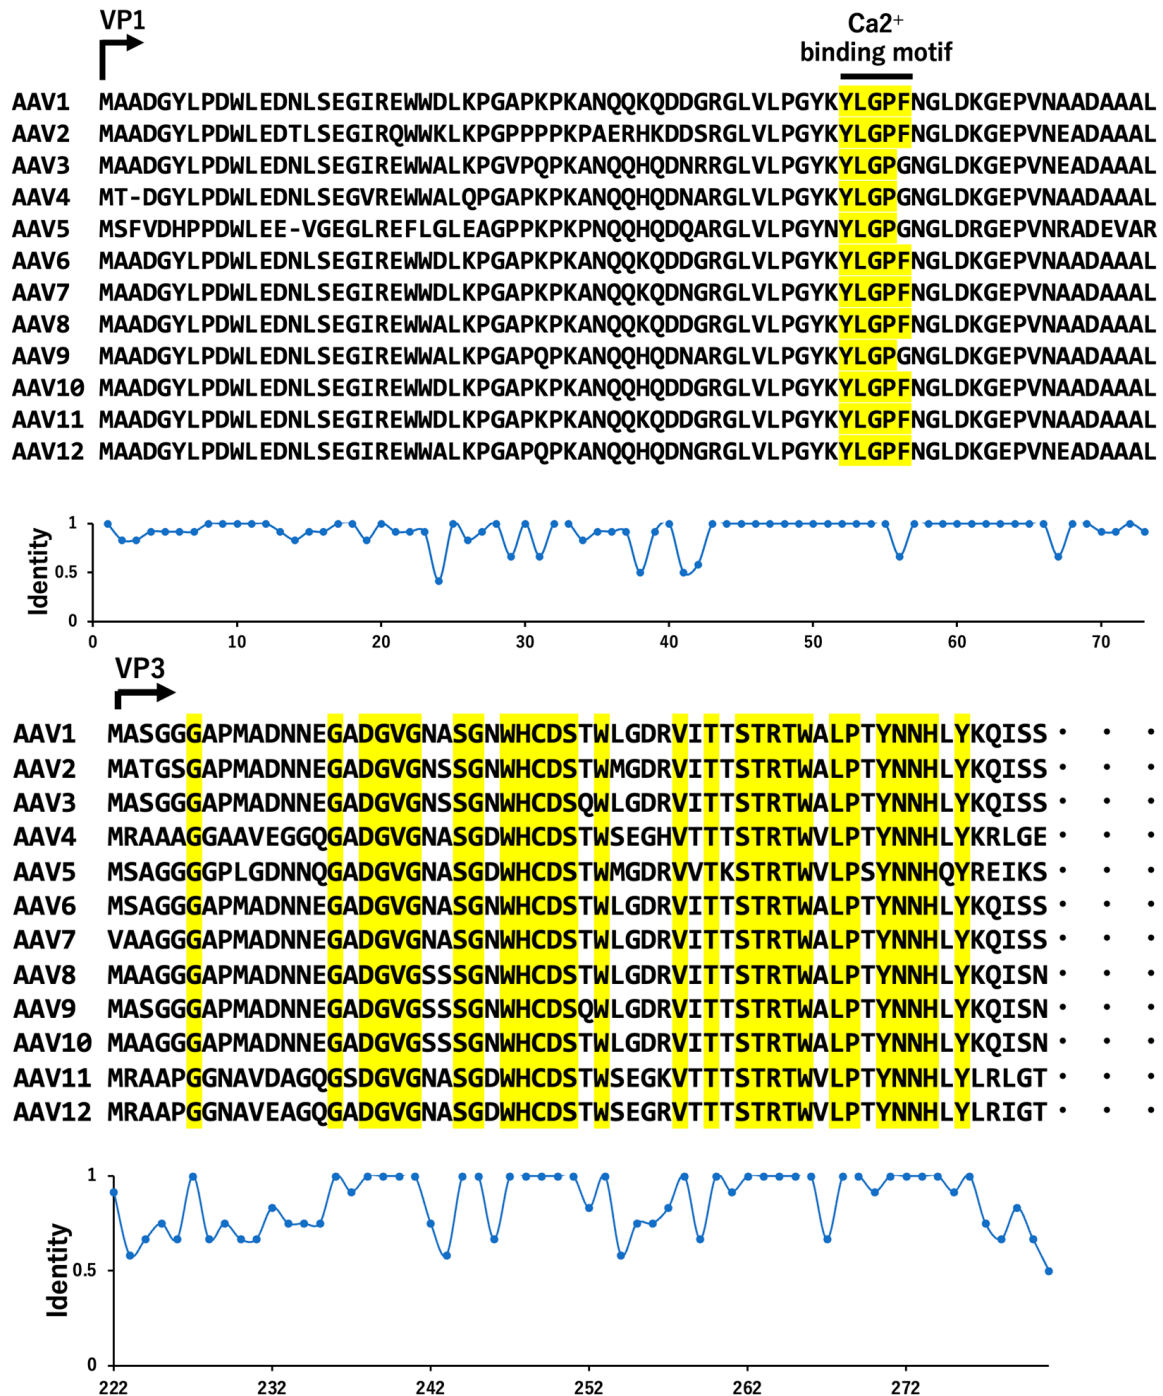 VP1
Ca2⁺
binding motif
AAV1 MAADGYLPDWLEDNLSEGIREWWDLKPGAPKPKANQQKQDDGRGLVLPGYKYLGPFNGLDKGEPVNAADAAAL
AAV2 MAADGYLPDWLEDTLSEGIRQWWKLKPGPPPPKPAERHKDDSRGLVLPGYKYLGPFNGLDKGEPVNEADAAAL
AAV3 MAADGYLPDWLEDNLSEGIREWWALKPGVPQPKANQQHQDNRRGLVLPGYKYLGPGNGLDKGEPVNEADAAAL
AAV4 MT-DGYLPDWLEDNLSEGVREWWALQPGAPKPKANQQHQDNARGLVLPGYKYLGPGNGLDKGEPVNAADAAAL
AAV5 MSFVDHPPDWLEE-VGEGLREFLGLEAGPPKPKPNQQHQDQARGLVLPGYNYLGPGNGLDRGEPVNRADEVAR
AAV6 MAADGYLPDWLEDNLSEGIREWWDLKPGAPKPKANQQKQDDGRGLVLPGYKYLGPFNGLDKGEPVNAADAAAL
AAV7 MAADGYLPDWLEDNLSEGIREWWDLKPGAPKPKANQQKQDNGRGLVLPGYKYLGPFNGLDKGEPVNAADAAAL
AAV8 MAADGYLPDWLEDNLSEGIREWWALKPGAPKPKANQQKQDDGRGLVLPGYKYLGPFNGLDKGEPVNAADAAAL
AAV9 MAADGYLPDWLEDNLSEGIREWWALKPGAPQPKANQQHQDNARGLVLPGYKYLGPGNGLDKGEPVNAADAAAL
AAV10 MAADGYLPDWLEDNLSEGIREWWDLKPGAPKPKANQQHQDDGRGLVLPGYKYLGPFNGLDKGEPVNAADAAAL
AAV11 MAADGYLPDWLEDNLSEGIREWWDLKPGAPKPKANQQKQDDGRGLVLPGYKYLGPFNGLDKGEPVNAADAAAL
AAV12 MAADGYLPDWLEDNLSEGIREWWALKPGAPQPKANQQHQDNGRGLVLPGYKYLGPFNGLDKGEPVNEADAAAL
Identity
1
0.5
0
0 10 20 30 40 50 60 70
VP3
AAV1 MASGGGAPMADNNEGADGVGNASGNWHCDSTWLGDRVITTSTRTWALPTYNNHLYKQISS · · ·
AAV2 MATGSGAPMADNNEGADGVGNSSGNWHCDSTWMGDRVITTSTRTWALPTYNNHLYKQISS · · ·
AAV3 MASGGGAPMADNNEGADGVGNSSGNWHCDSQWLGDRVITTSTRTWALPTYNNHLYKQISS · · ·
AAV4 MRAAAGGAAVEGGQGADGVGNASGDWHCDSTWSEGHVTTTSTRTWVLPTYNNHLYKRLGE · · ·
AAV5 MSAGGGGPLGDNNQGADGVGNASGDWHCDSTWMGDRVVTKSTRTWVLPSYNNHQYREIKS · · ·
AAV6 MSAGGGAPMADNNEGADGVGNASGNWHCDSTWLGDRVITTSTRTWALPTYNNHLYKQISS · · ·
AAV7 VAAGGGAPMADNNEGADGVGNASGNWHCDSTWLGDRVITTSTRTWALPTYNNHLYKQISS · · ·
AAV8 MAAGGGAPMADNNEGADGVGSSSGNWHCDSTWLGDRVITTSTRTWALPTYNNHLYKQISN · · ·
AAV9 MASGGGAPMADNNEGADGVGSSSGNWHCDSQWLGDRVITTSTRTWALPTYNNHLYKQISN · · ·
AAV10 MAAGGGAPMADNNEGADGVGSSSGNWHCDSTWLGDRVITTSTRTWALPTYNNHLYKQISN · · ·
AAV11 MRAAPGGNAVDAGQGSDGVGNASGDWHCDSTWSEGKVTTTSTRTWVLPTYNNHLYLRLGT · · ·
AAV12 MRAAPGGNAVEAGQGADGVGNASGDWHCDSTWSEGRVTTTSTRTWVLPTYNNHLYLRIGT · · ·
Identity
1
0.5
0
222 232 242 252 262 272